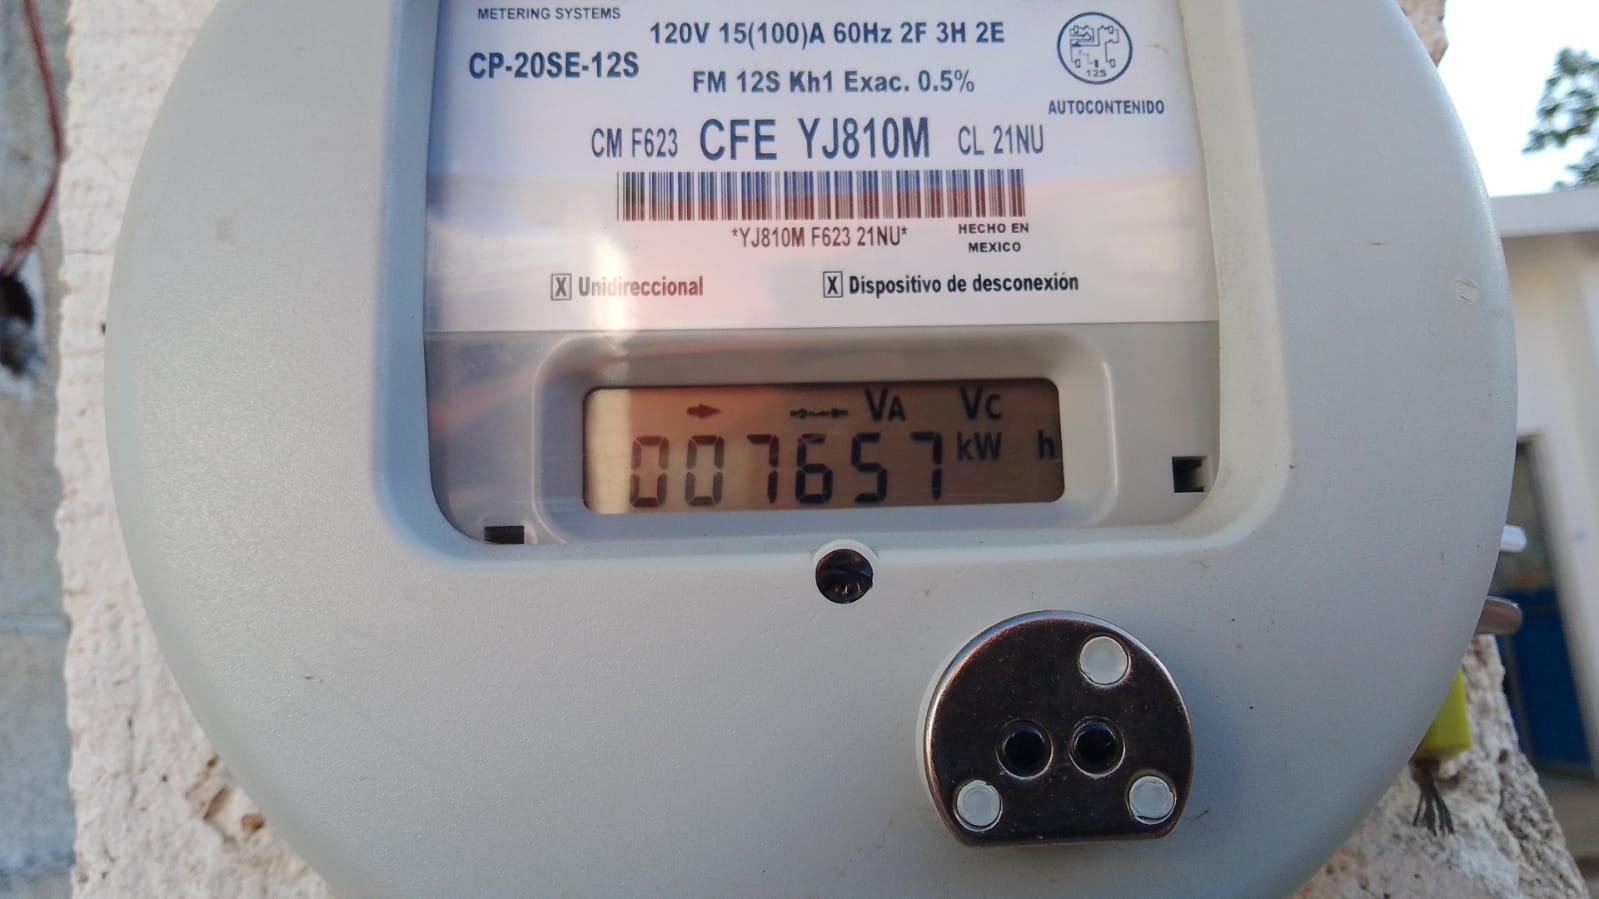 METERING SYSTEMS
120V 15(100)A 60Hz 2F 3H 2E
CP-20SE-12S
FM 12S Kh1 Exac. 0.5%
12S
AUTOCONTENIDO
CM F623 CFE YJ810M CL 21NU
*YJ810M F623 21NU*
HECHO EN
MEXICO
X Unidireccional
X Dispositivo de desconexión
VA VC
007657 kW h